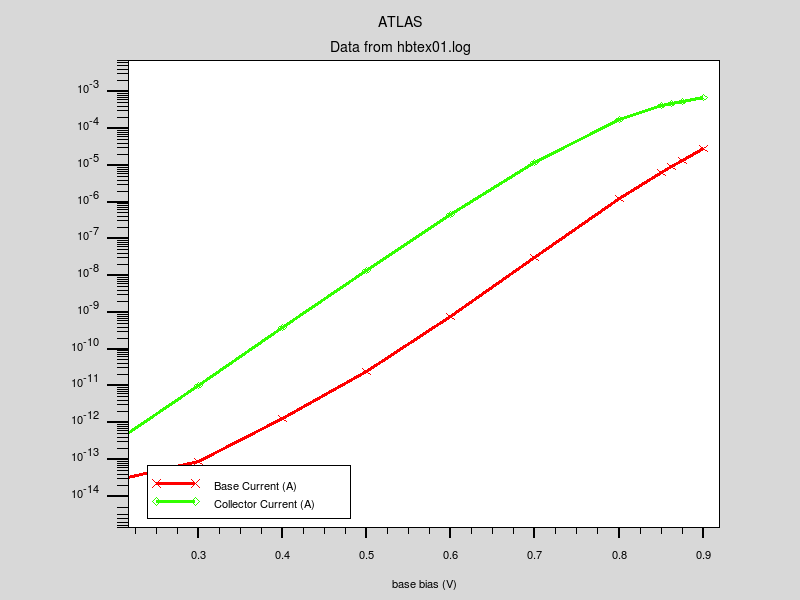 ATLAS
Data from hbtex01.log
10^-3
10^-4
10^-5
10^-6
10^-7
10^-8
10^-9
10^-10
10^-11
10^-12
10^-13
10^-14
Base Current (A)
Collector Current (A)
0.3 0.4 0.5 0.6 0.7 0.8 0.9
base bias (V)